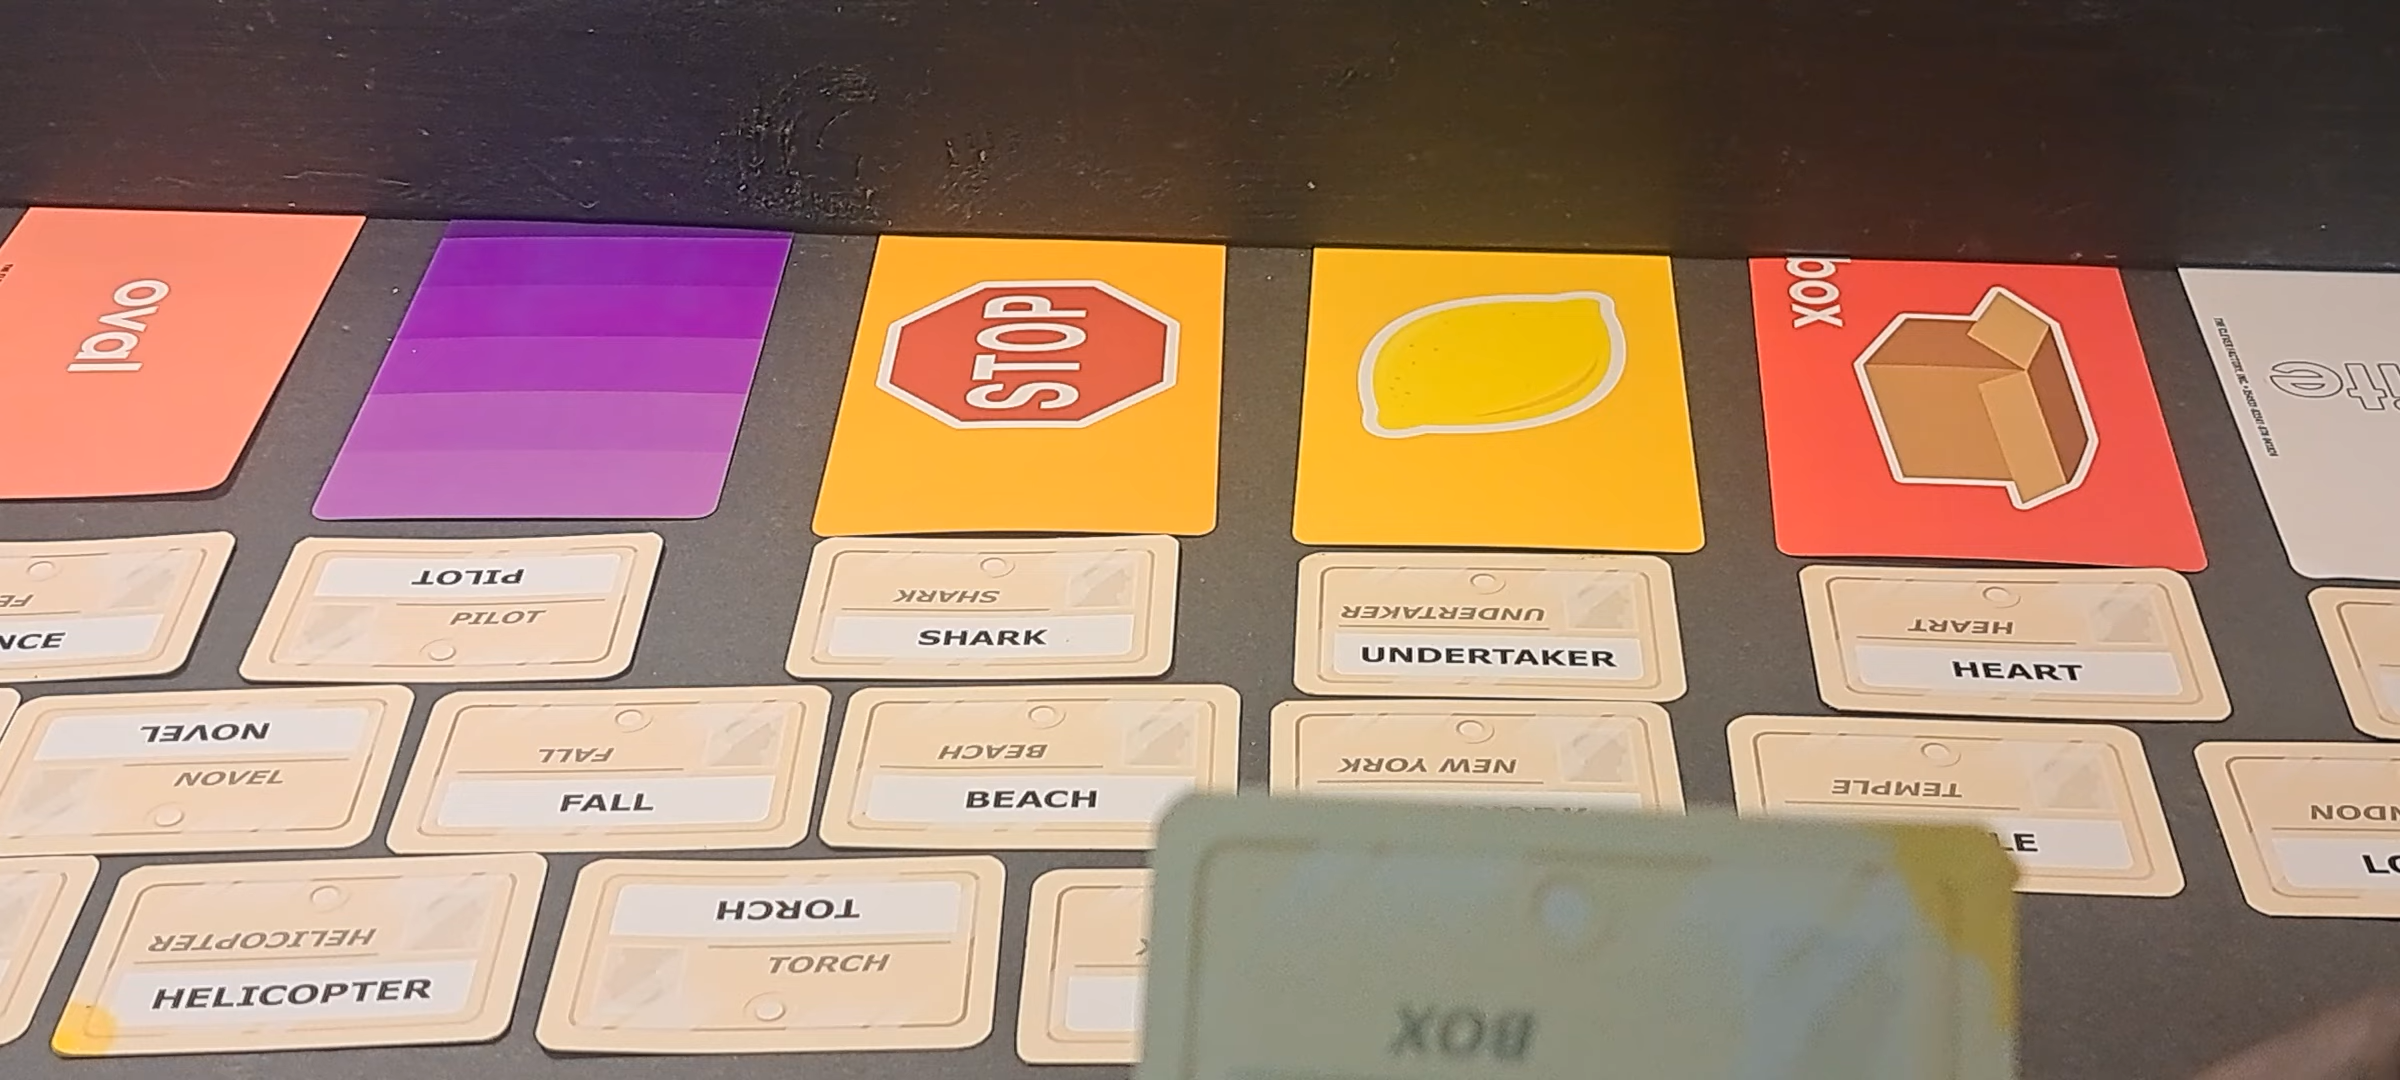 oval
STOP
box
PILOT
PILOT
SHARK
SHARK
UNDERTAKER
UNDERTAKER
HEART
HEART
NOVEL
NOVEL
FALL
FALL
BEACH
BEACH
NEW YORK
TEMPLE
LE
HELICOPTER
HELICOPTER
TORCH
TORCH
BOX